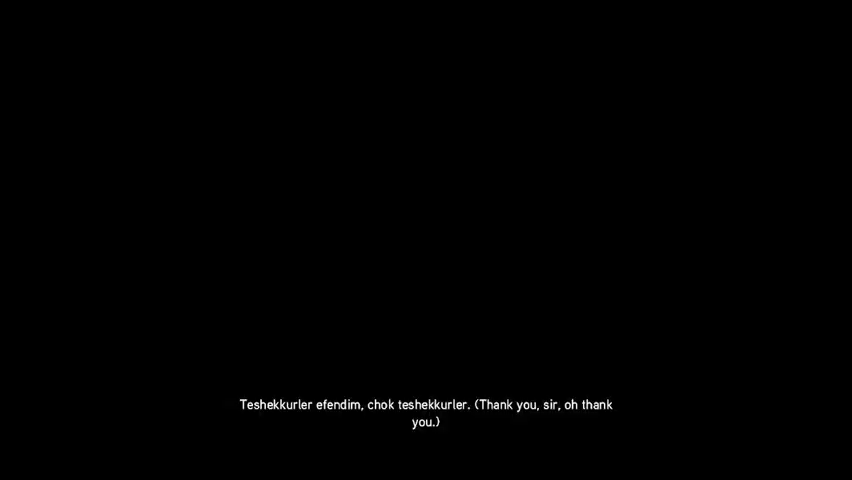 Teshekkurler efendim, chok teshekkurler. (Thank you, sir, oh thank
you.)